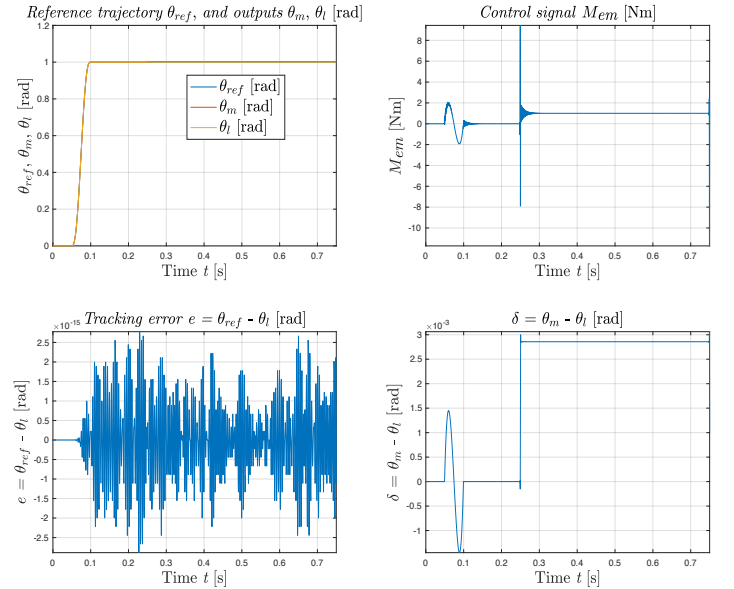 Reference trajectory θref, and outputs θm, θl [rad]
θref, θm, θl [rad]
1.2
1
0.8
0.6
0.4
0.2
0
θref [rad]
θm [rad]
θl [rad]
0 0.1 0.2 0.3 0.4 0.5 0.6 0.7
Time t [s]
Control signal Mem [Nm]
Mem [Nm]
8
6
4
2
0
-2
-4
-6
-8
-10
0 0.1 0.2 0.3 0.4 0.5 0.6 0.7
Time t [s]
Tracking error e = θref - θl [rad]
×10-15
e = θref - θl [rad]
2.5
2
1.5
1
0.5
0
-0.5
-1
-1.5
-2
-2.5
0 0.1 0.2 0.3 0.4 0.5 0.6 0.7
Time t [s]
δ = θm - θl [rad]
×10-3
δ = θm - θl [rad]
3
2.5
2
1.5
1
0.5
0
-0.5
-1
0 0.1 0.2 0.3 0.4 0.5 0.6 0.7
Time t [s]